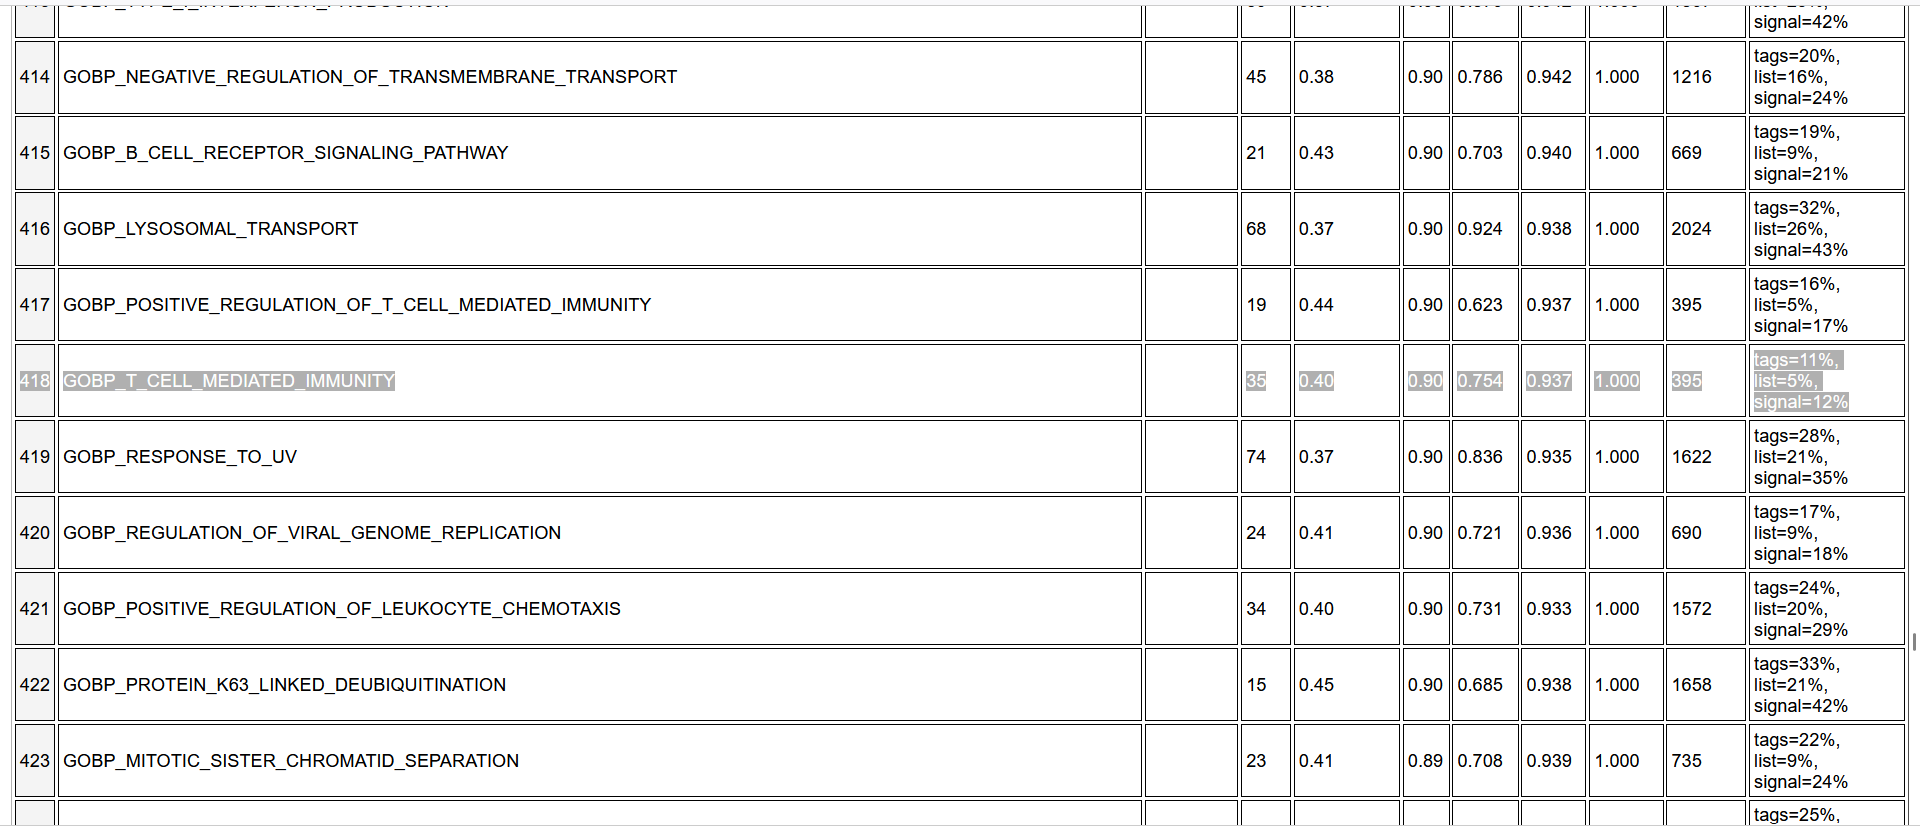 signal=42%
414 GOBP_NEGATIVE_REGULATION_OF_TRANSMEMBRANE_TRANSPORT 45 0.38 0.90 0.786 0.942 1.000 1216 tags=20%,
list=16%,
signal=24%
415 GOBP_B_CELL_RECEPTOR_SIGNALING_PATHWAY 21 0.43 0.90 0.703 0.940 1.000 669 tags=19%,
list=9%,
signal=21%
416 GOBP_LYSOSOMAL_TRANSPORT 68 0.37 0.90 0.924 0.938 1.000 2024 tags=32%,
list=26%,
signal=43%
417 GOBP_POSITIVE_REGULATION_OF_T_CELL_MEDIATED_IMMUNITY 19 0.44 0.90 0.623 0.937 1.000 395 tags=16%,
list=5%,
signal=17%
418 GOBP_T_CELL_MEDIATED_IMMUNITY 35 0.40 0.90 0.754 0.937 1.000 395 tags=11%,
list=5%,
signal=12%
419 GOBP_RESPONSE_TO_UV 74 0.37 0.90 0.836 0.935 1.000 1622 tags=28%,
list=21%,
signal=35%
420 GOBP_REGULATION_OF_VIRAL_GENOME_REPLICATION 24 0.41 0.90 0.721 0.936 1.000 690 tags=17%,
list=9%,
signal=18%
421 GOBP_POSITIVE_REGULATION_OF_LEUKOCYTE_CHEMOTAXIS 34 0.40 0.90 0.731 0.933 1.000 1572 tags=24%,
list=20%,
signal=29%
422 GOBP_PROTEIN_K63_LINKED_DEUBIQUITINATION 15 0.45 0.90 0.685 0.938 1.000 1658 tags=33%,
list=21%,
signal=42%
423 GOBP_MITOTIC_SISTER_CHROMATID_SEPARATION 23 0.41 0.89 0.708 0.939 1.000 735 tags=22%,
list=9%,
signal=24%
tags=25%,